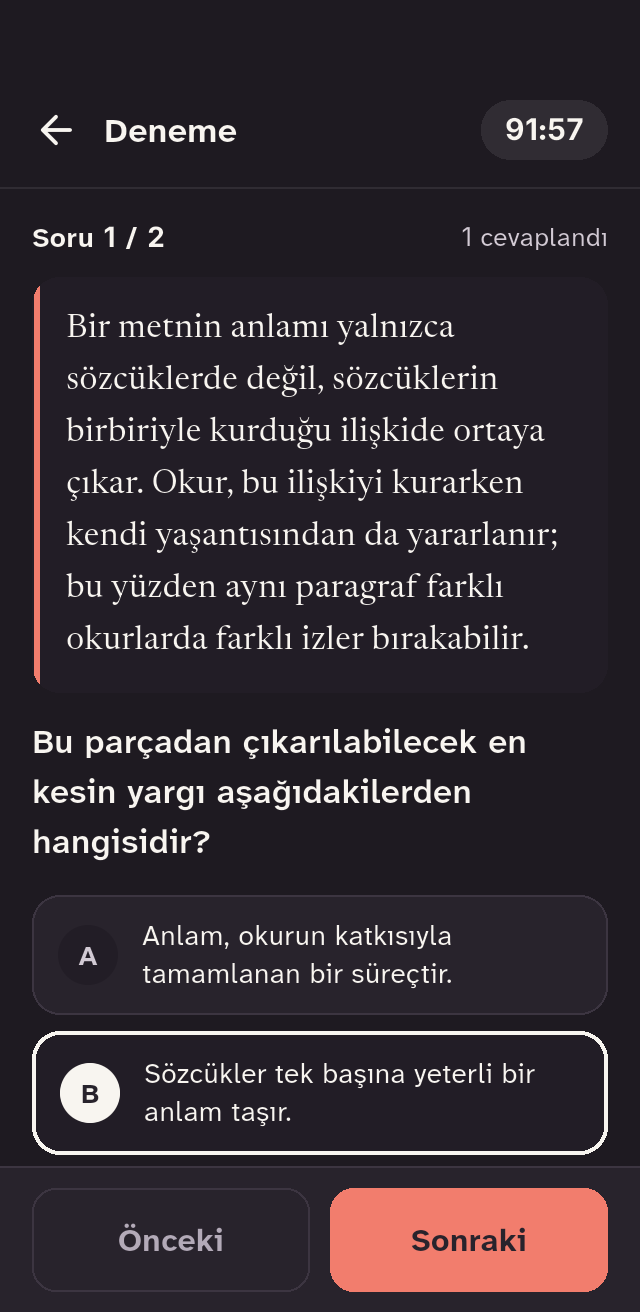 Deneme
91:57
Soru 1 / 2
1 cevaplandı
Bir metnin anlamı yalnızca
sözcüklerde değil, sözcüklerin
birbiriyle kurduğu ilişkide ortaya
çıkar. Okur, bu ilişkiyi kurarken
kendi yaşantısından da yararlanır;
bu yüzden aynı paragraf farklı
okurlarda farklı izler bırakabilir.
Bu parçadan çıkarılabilecek en
kesin yargı aşağıdakilerden
hangisidir?
A
Anlam, okurun katkısıyla
tamamlanan bir süreçtir.
B
Sözcükler tek başına yeterli bir
anlam taşır.
Önceki
Sonraki